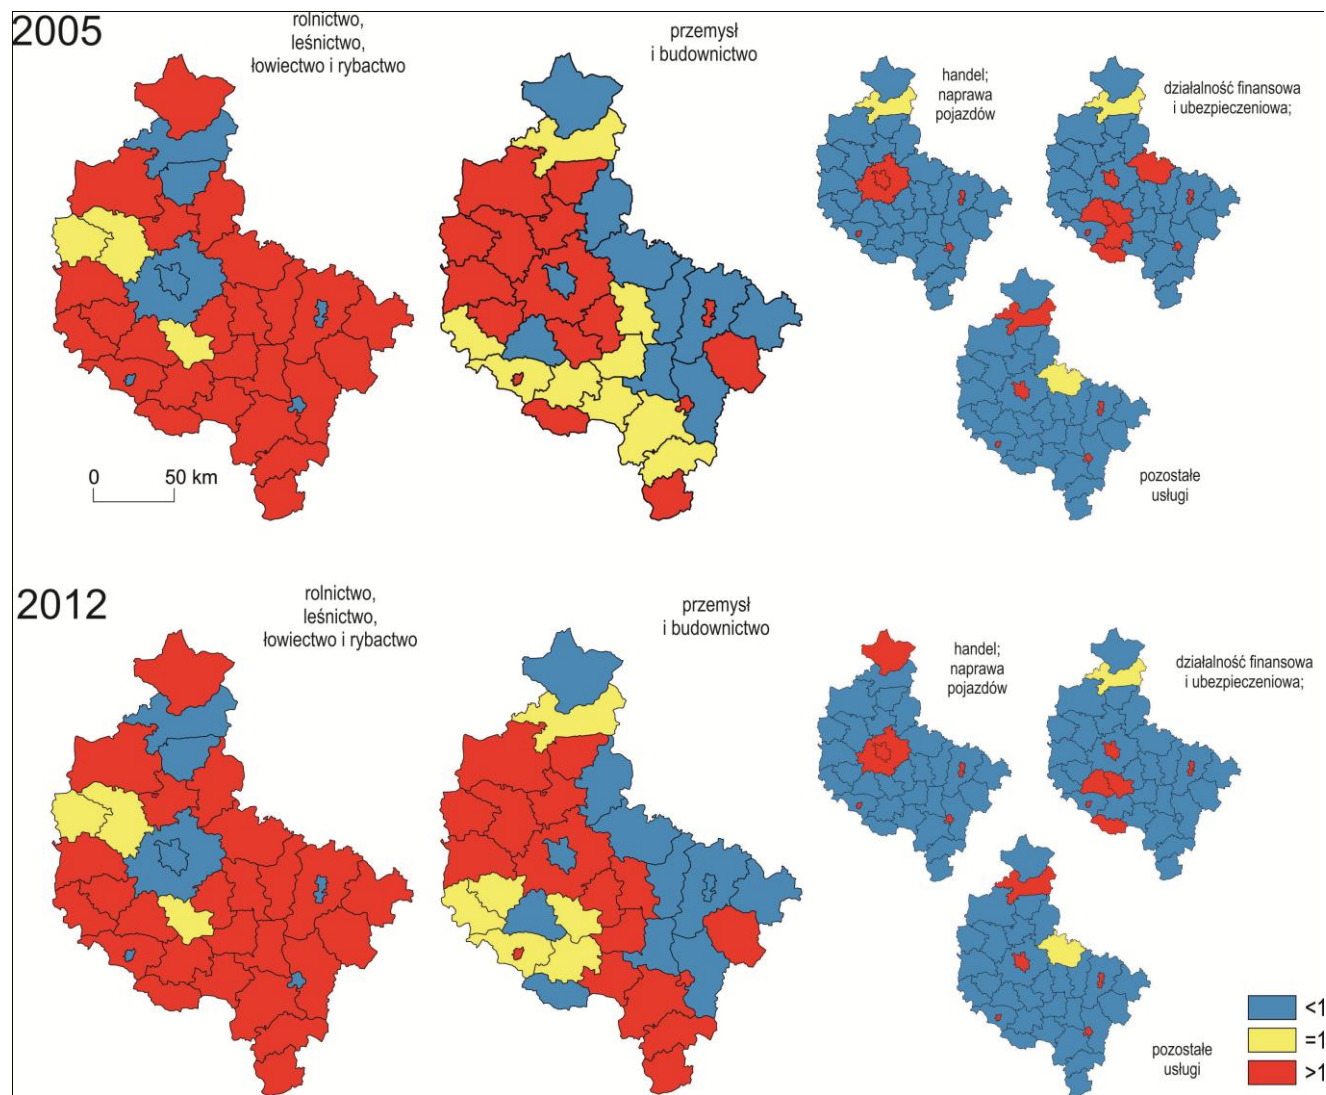 2005
rolnictwo,
leśnictwo,
łowiectwo i rybactwo
przemysł
i budownictwo
handel;
naprawa
pojazdów
działalność finansowa
i ubezpieczeniowa;
0 50 km
pozostałe
usługi
2012
rolnictwo,
leśnictwo,
łowiectwo i rybactwo
przemysł
i budownictwo
handel;
naprawa
pojazdów
działalność finansowa
i ubezpieczeniowa;
pozostałe
usługi
<1
=1
>1